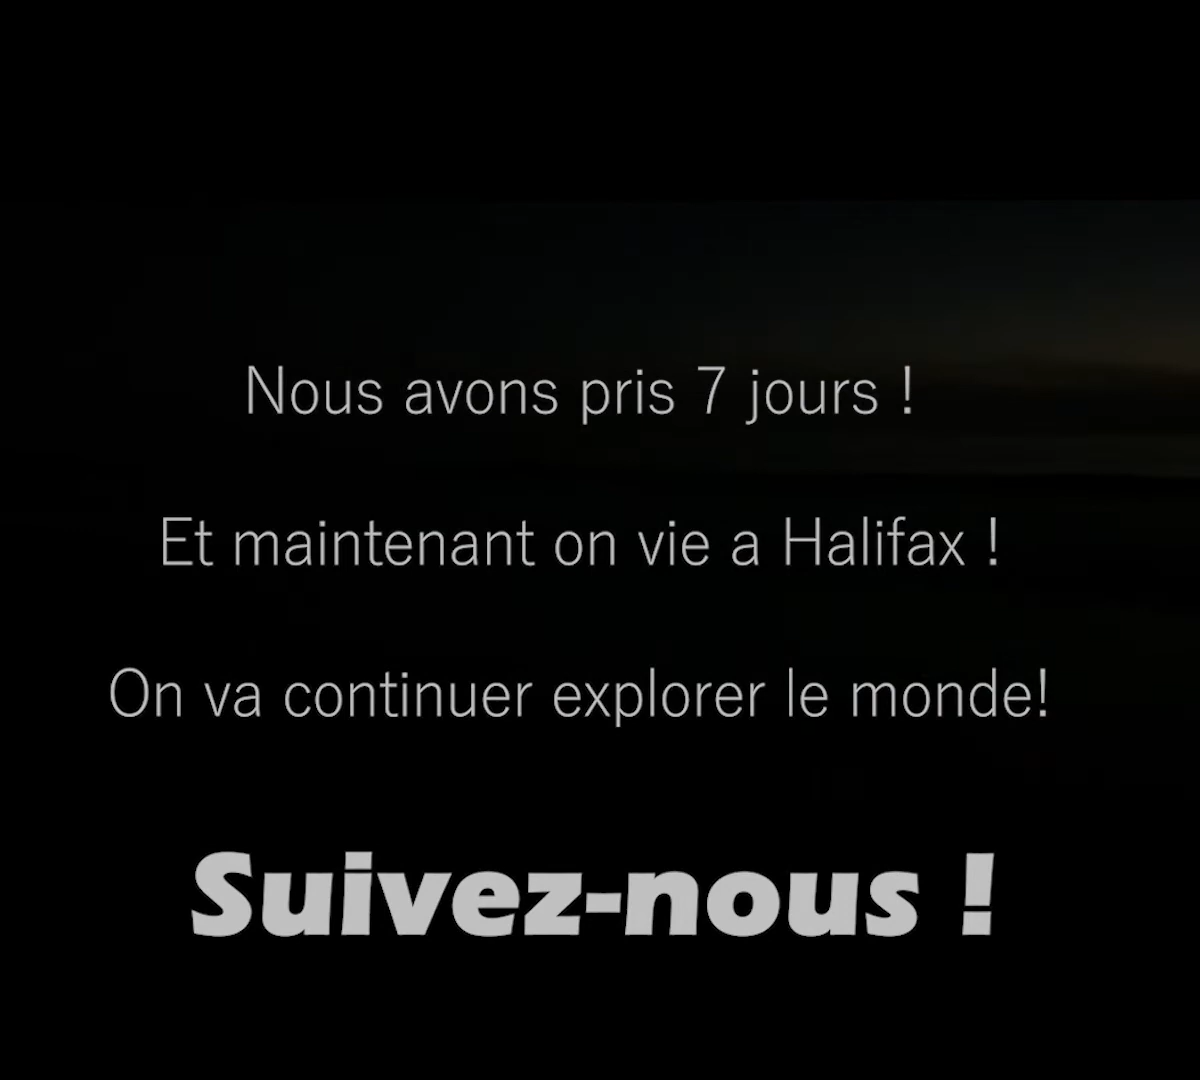 Nous avons pris 7 jours !
Et maintenant on vie a Halifax !
On va continuer explorer le monde!
Suivez-nous !